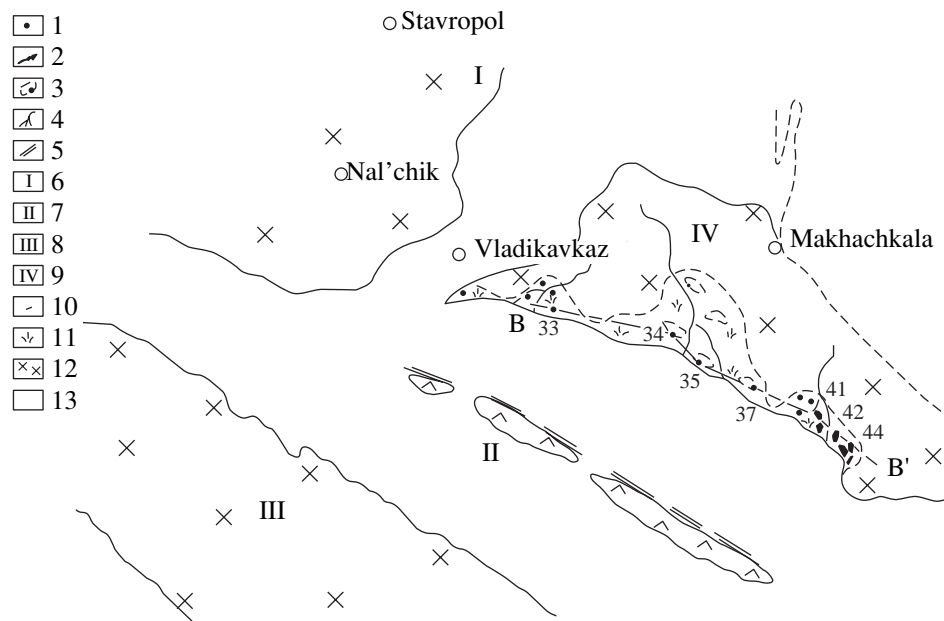 1
2
3
4
5
I 6
II 7
III 8
IV 9
10
11
12
13
Stavropol
I
Nal’chik
IV
Makhachkala
Vladikavkaz
B
33
34
35
37
41
42
44
B'
II
III